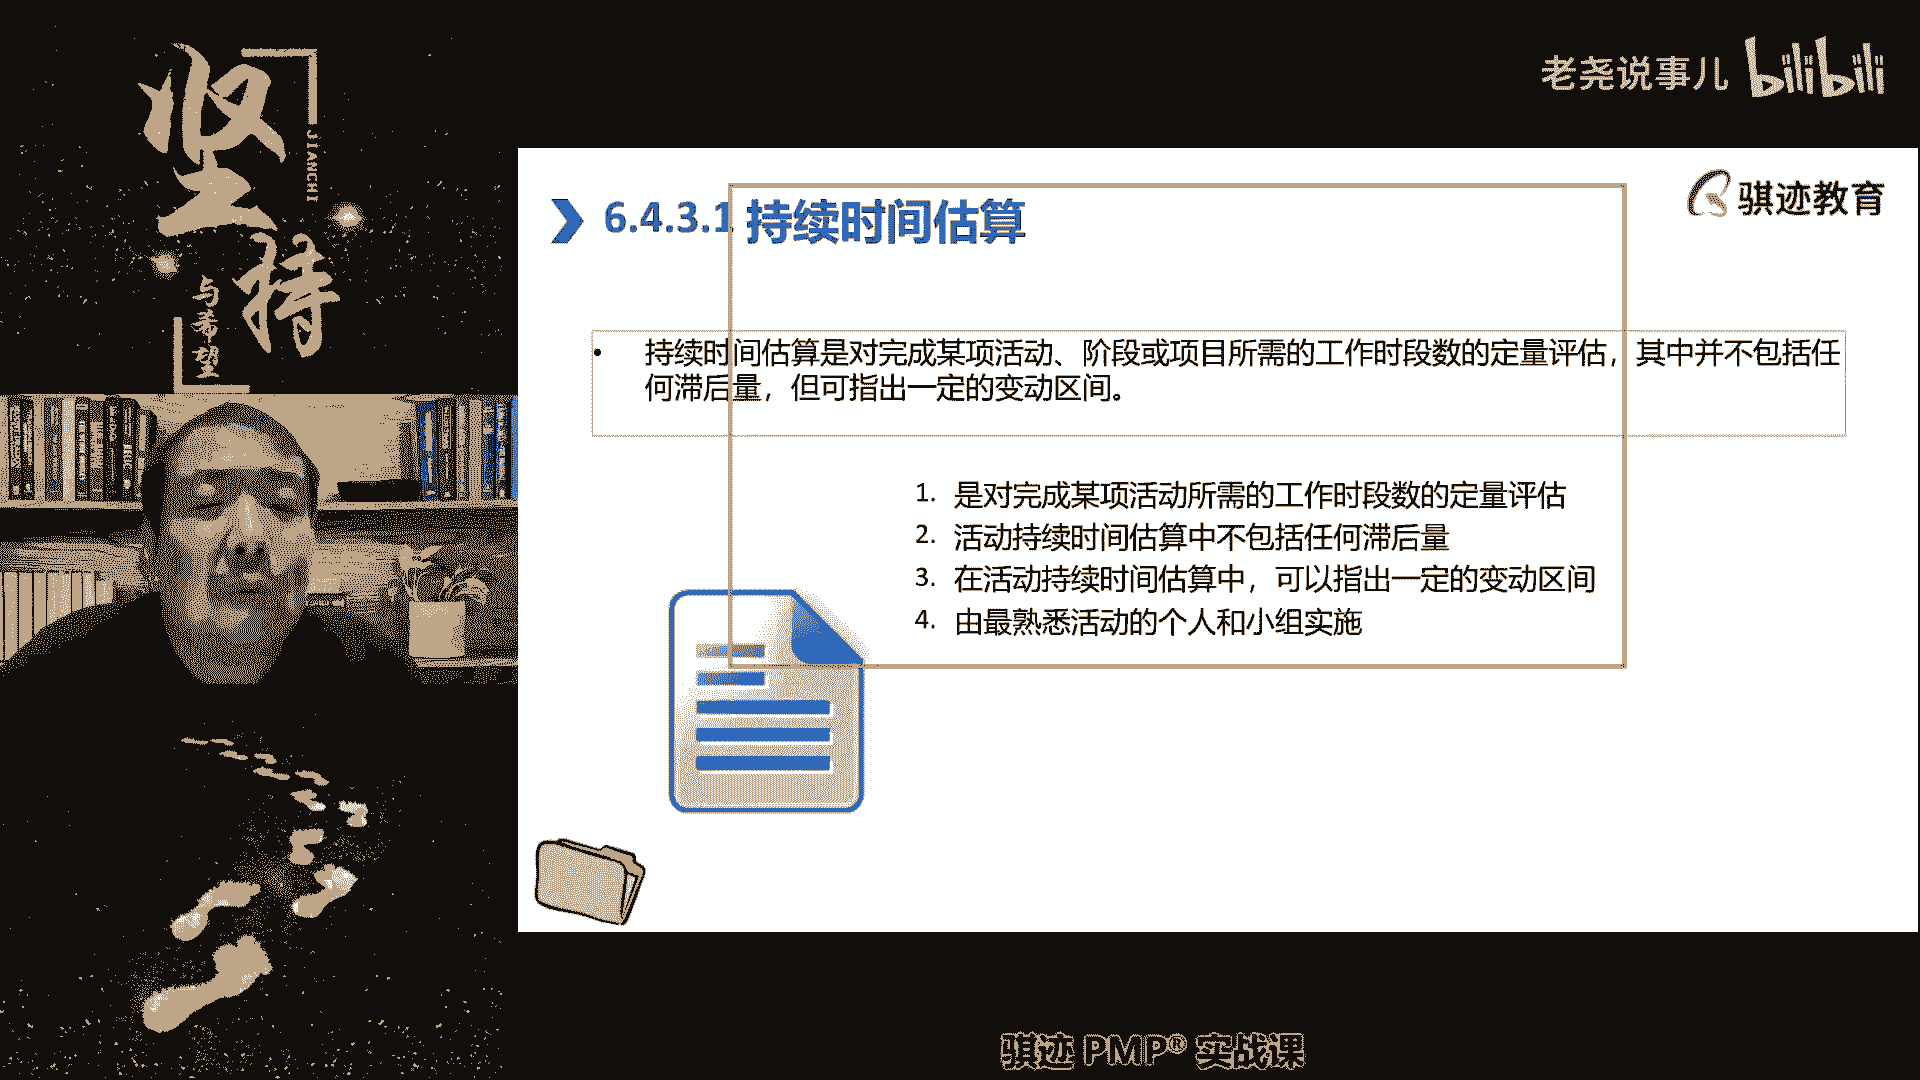 坚持
JIANCHI
与希望
老尧说事儿 bilibili
骐迹教育
6.4.3.1 持续时间估算
• 持续时间估算是对完成某项活动、阶段或项目所需的工作时段数的定量评估，其中并不包括任
何滞后量，但可指出一定的变动区间。
1. 是对完成某项活动所需的工作时段数的定量评估
2. 活动持续时间估算中不包括任何滞后量
3. 在活动持续时间估算中，可以指出一定的变动区间
4. 由最熟悉活动的个人和小组实施
骐迹 PMP® 实战课